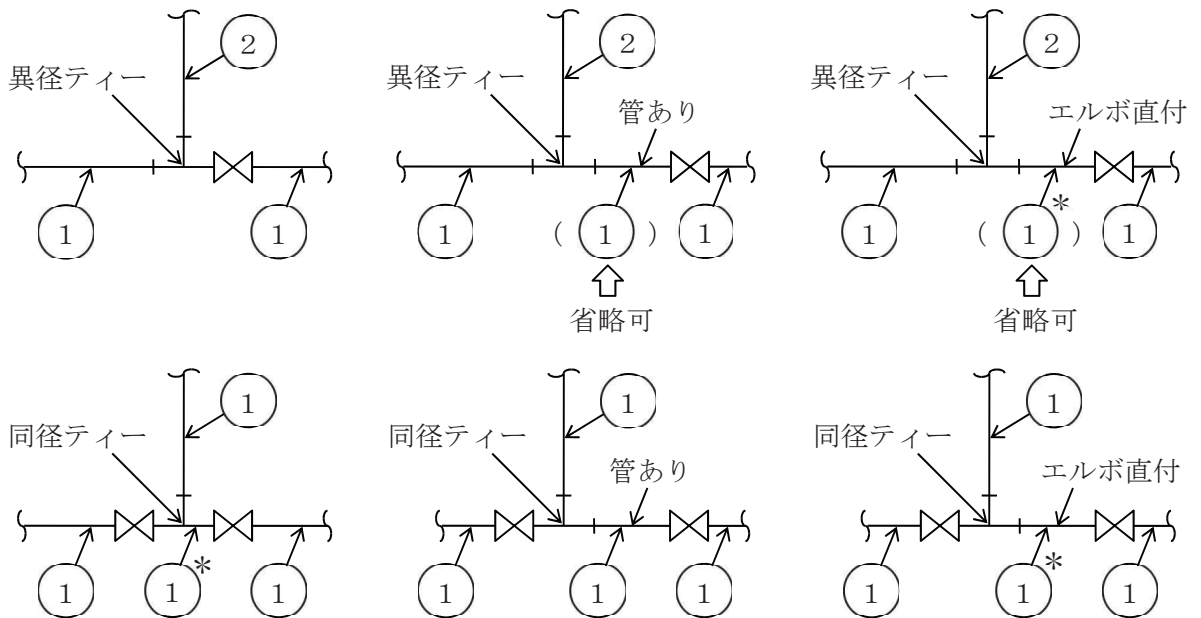 2 2 2
異径ティー 異径ティー 異径ティー
管あり エルボ直付
1 1 1 ( 1 ) 1 1 ( 1* ) 1
省略可 省略可
1 1 1
同径ティー 同径ティー 同径ティー
管あり エルボ直付
1 1* 1 1 1 1 1 1* 1